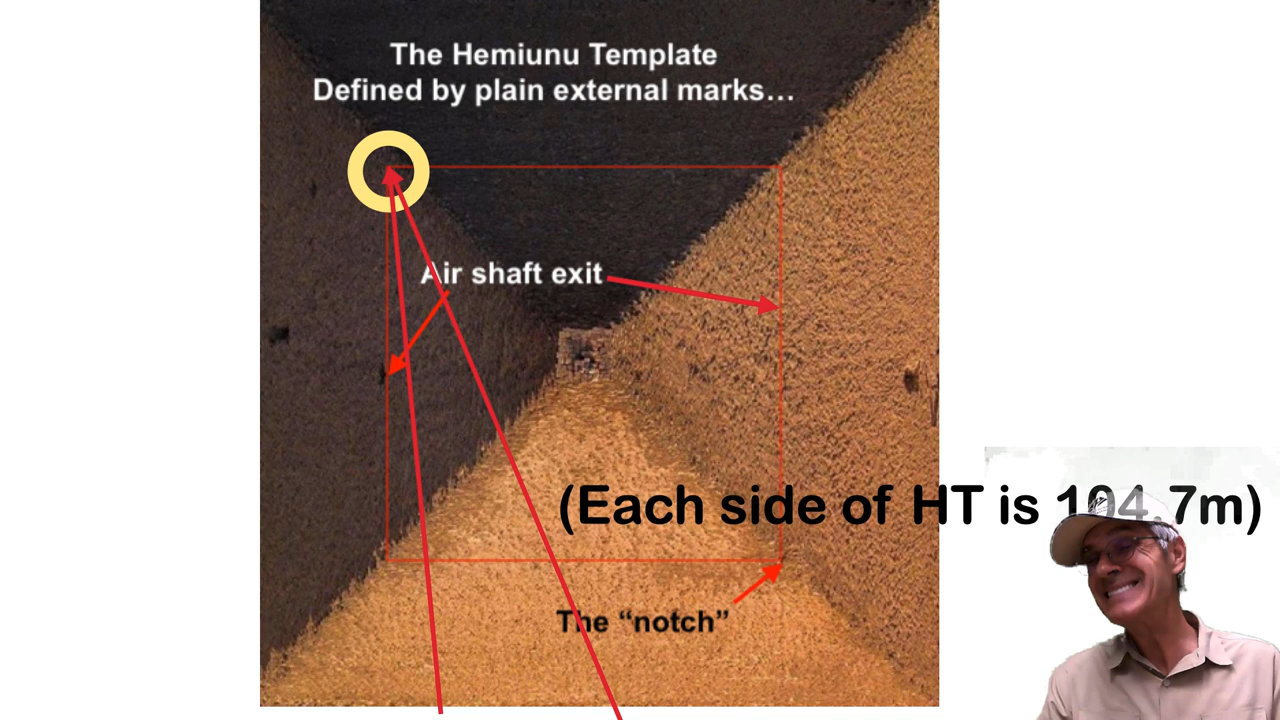 The Hemiunu Template
Defined by plain external marks…
Air shaft exit
(Each side of HT is 104.7m)
The “notch”